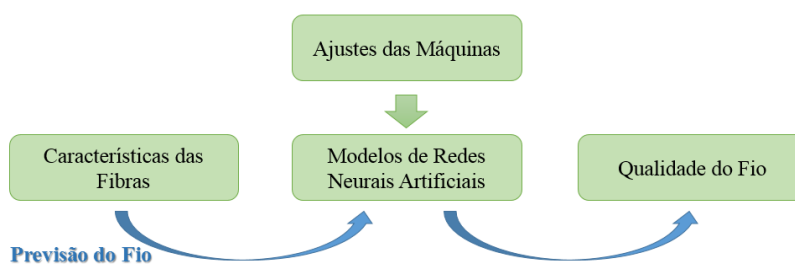 Ajustes das Máquinas
Características das
Fibras
Modelos de Redes
Neurais Artificiais
Qualidade do Fio
Previsão do Fio